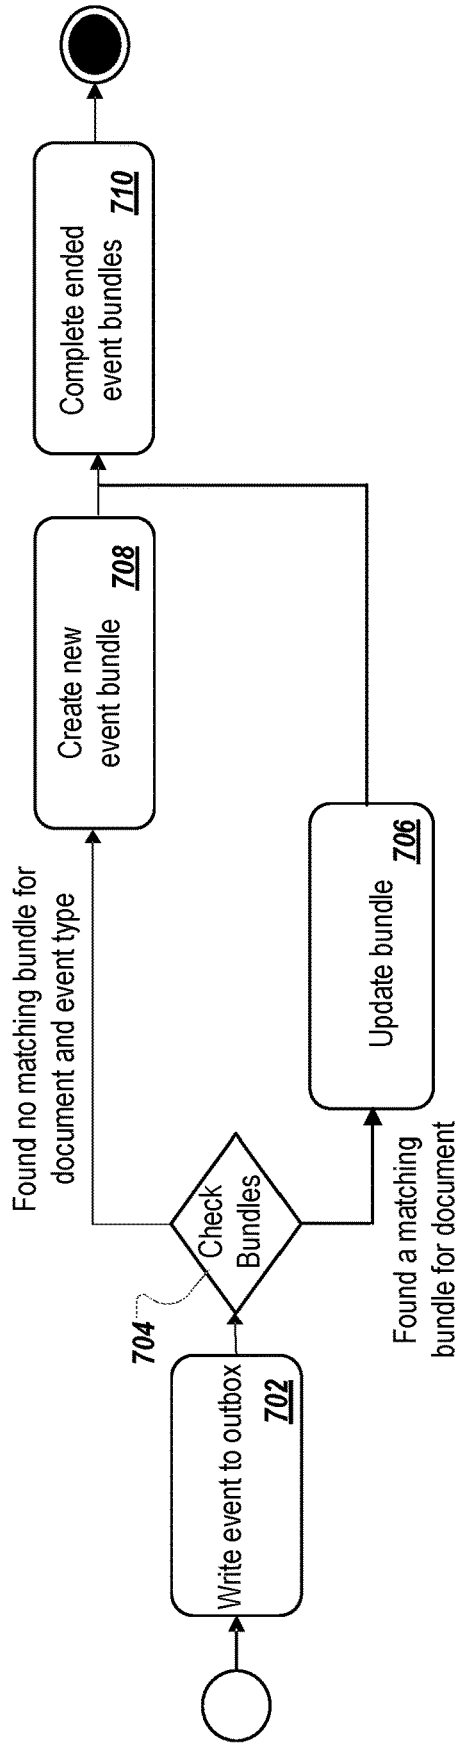 Write event to outbox
702
704
Check
Bundles
Found no matching bundle for
document and event type
Found a matching
bundle for document
Update bundle
706
Create new
event bundle
708
Complete ended
event bundles
710